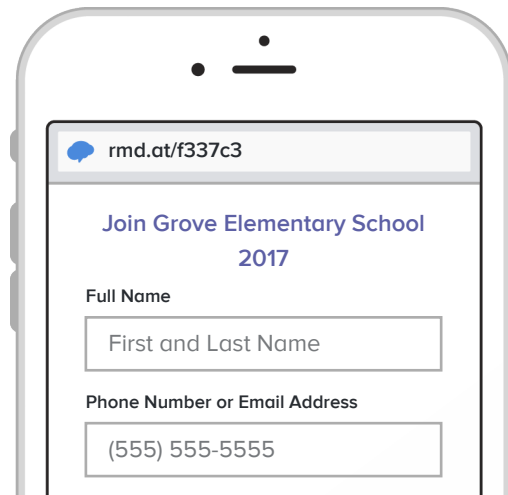 rmd.at/f337c3
Join Grove Elementary School
2017
Full Name
First and Last Name
Phone Number or Email Address
(555) 555-5555